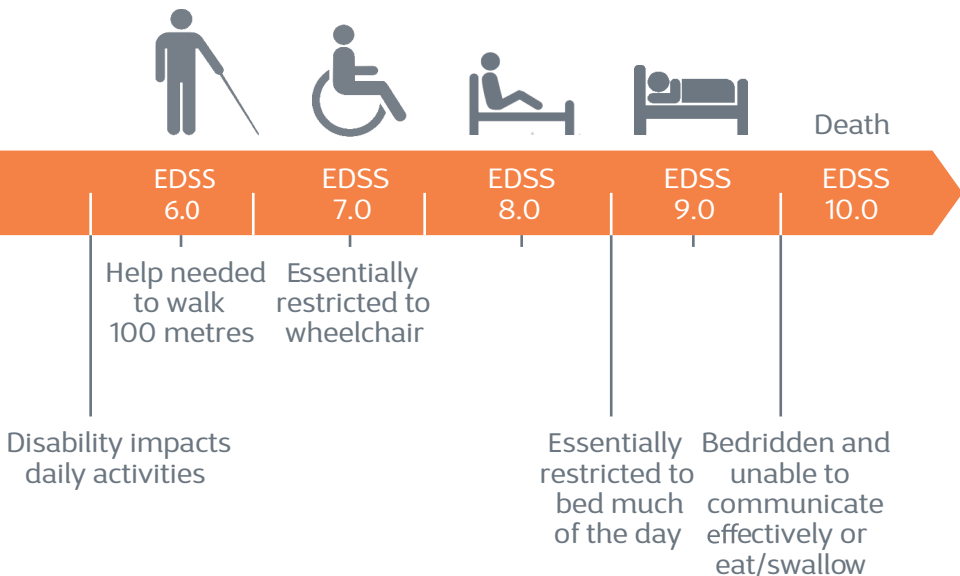 Death
EDSS
6.0
EDSS
7.0
EDSS
8.0
EDSS
9.0
EDSS
10.0
Help needed
to walk
100 metres
Essentially
restricted to
wheelchair
Disability impacts
daily activities
Essentially
restricted to
bed much
of the day
Bedridden and
unable to
communicate
effectively or
eat/swallow